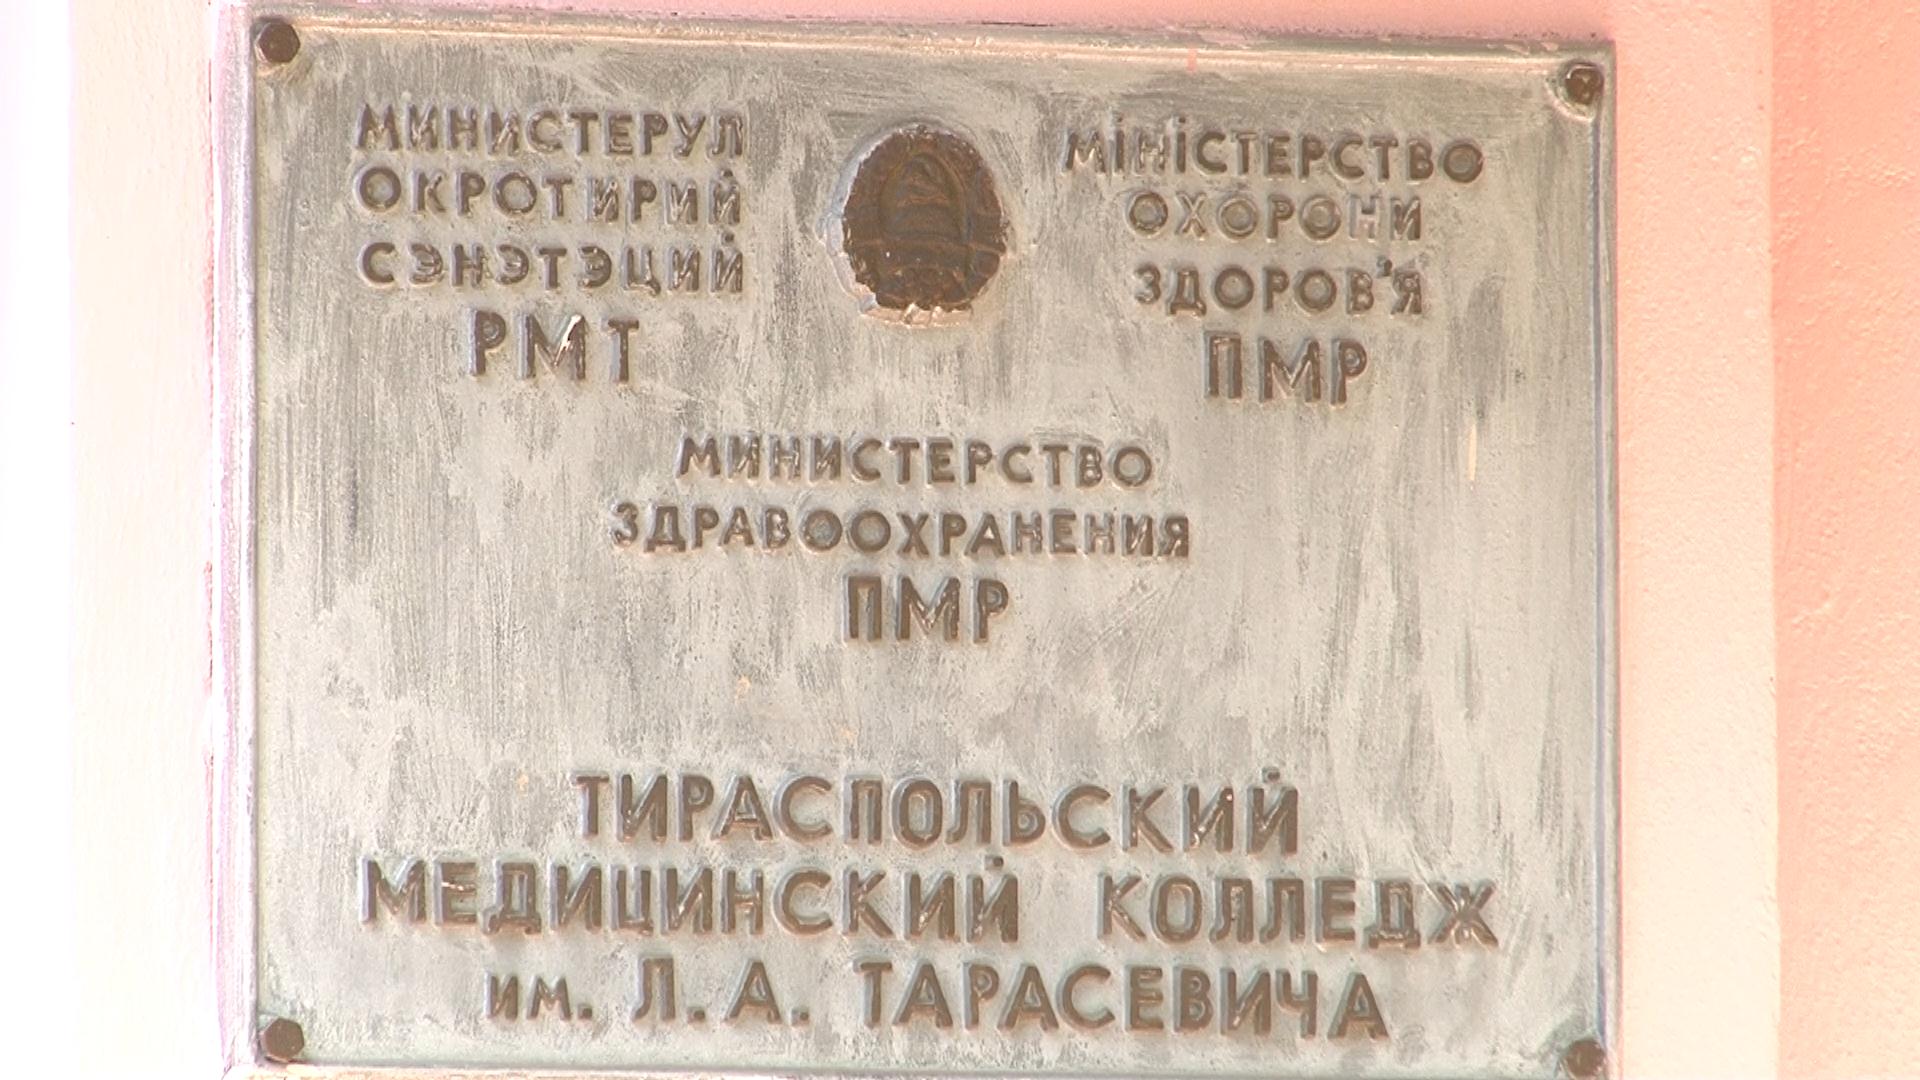 МИНИСТЕРУЛ
ОКРОТИРИЙ
СЭНЭТЭЦИЙ
РМТ
МіНіСТЕРСТВО
ОХОРОНИ
ЗДОРОВ'Я
ПМР
МИНИСТЕРСТВО
ЗДРАВООХРАНЕНИЯ
ПМР
ТИРАСПОЛЬСКИЙ
МЕДИЦИНСКИЙ КОЛЛЕДЖ
им. Л. А. ТАРАСЕВИЧА